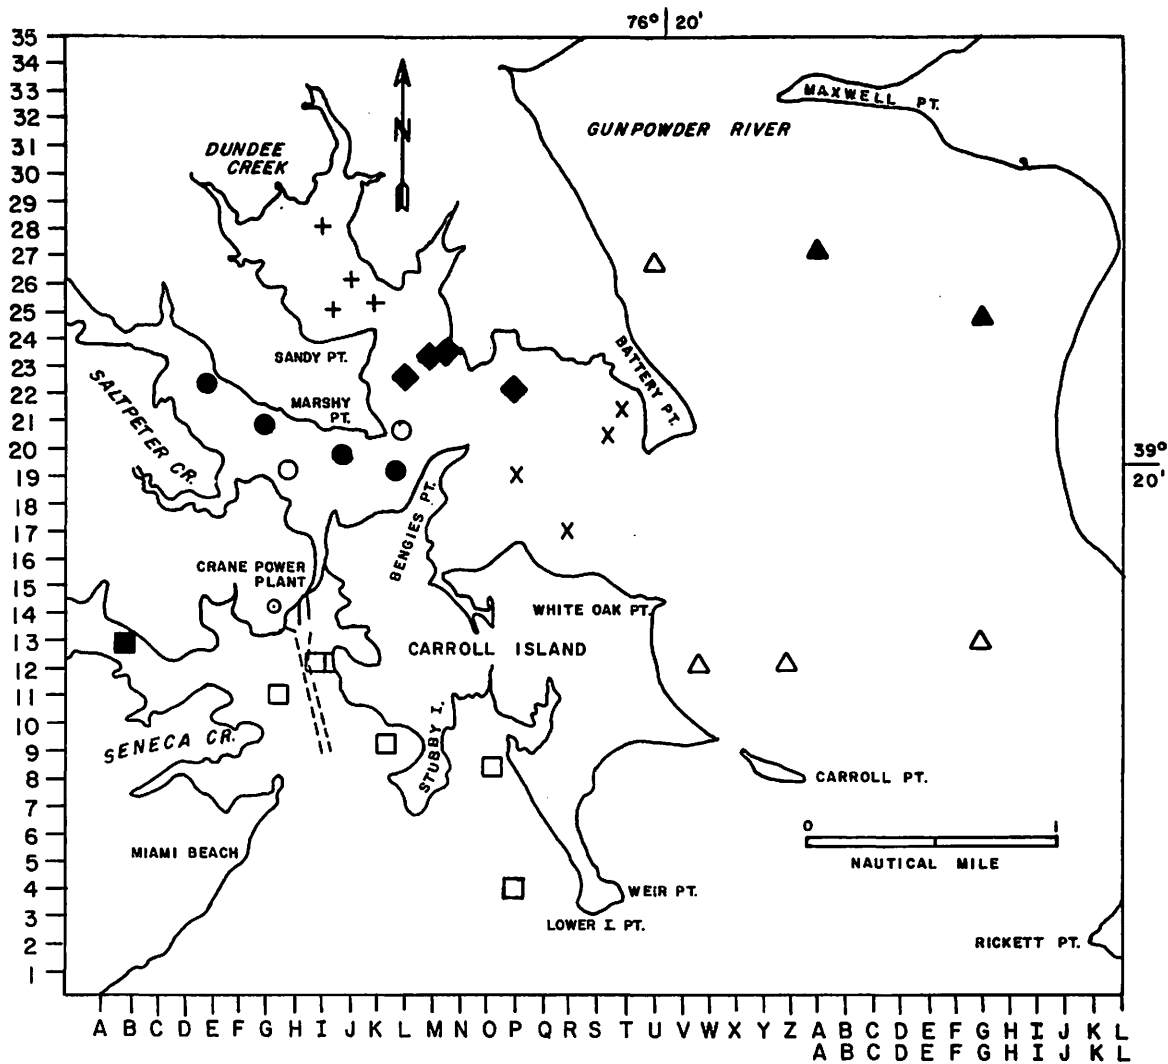 76° 20'
35
34
33
32
31
30
29
28
27
26
25
24
23
22
21
20
19
18
17
16
15
14
13
12
11
10
9
8
7
6
5
4
3
2
1
MAXWELL PT.
GUNPOWDER RIVER
N
DUNDEE
CREEK
SANDY PT.
BATTERY PT.
MARSHY
PT.
SALTPETER CR.
39°
20'
BENGIES PT.
CRANE POWER
PLANT
WHITE OAK PT.
CARROLL ISLAND
SENECA CR.
STUBBY I.
CARROLL PT.
0 1
NAUTICAL MILE
MIAMI BEACH
WEIR PT.
LOWER I. PT.
RICKETT PT.
A B C D E F G H I J K L M N O P Q R S T U V W X Y Z A B C D E F G H I J K L
A B C D E F G H I J K L